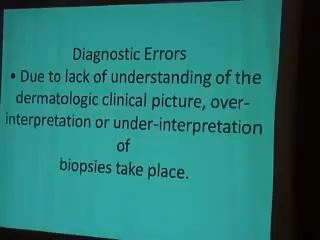 Diagnostic Errors
• Due to lack of understanding of the
dermatologic clinical picture, over-
interpretation or under-interpretation
of
biopsies take place.